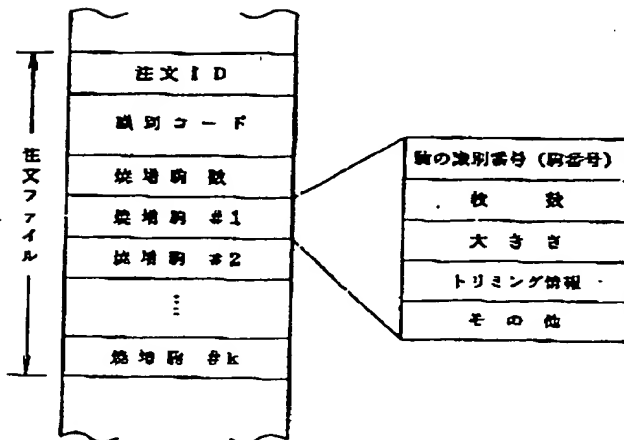 注文ID
識別コード
焼増駒数
焼増駒 #1
焼増駒 #2
⋮
焼増駒 #k
注文ファイル
駒の識別番号（駒番号）
枚数
大きさ
トリミング情報
その他